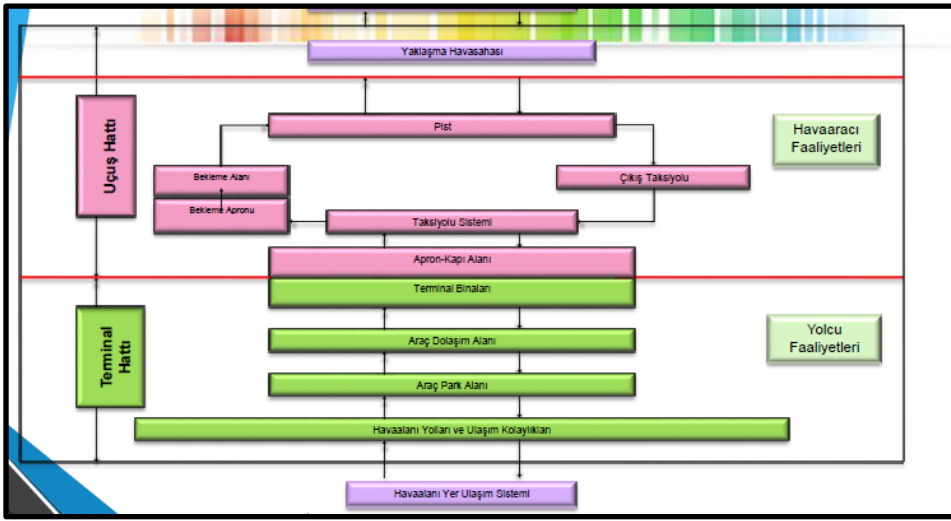 Yaklaşma Havasahası
Uçuş Hattı
Pist
Havaaracı
Faaliyetleri
Bekleme Alanı
Çıkış Taksiyolu
Bekleme Apronu
Taksiyolu Sistemi
Apron-Kapı Alanı
Terminal Binaları
Terminal
Hattı
Yolcu
Faaliyetleri
Araç Dolaşım Alanı
Araç Park Alanı
Havaalanı Yolları ve Ulaşım Kolaylıkları
Havaalanı Yer Ulaşım Sistemi